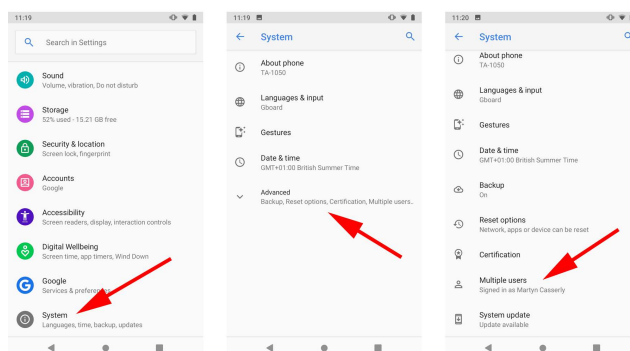 11:19
Search in Settings
Sound
Volume, vibration, Do not disturb
Storage
52% used - 15.21 GB free
Security & location
Screen lock, fingerprint
Accounts
Google
Accessibility
Screen readers, display, interaction controls
Digital Wellbeing
Screen time, app timers, Wind Down
Google
Services & preferences
System
Languages, time, backup, updates
11:19
System
About phone
TA-1050
Languages & input
Gboard
Gestures
Date & time
GMT+01:00 British Summer Time
Advanced
Backup, Reset options, Certification, Multiple users..
11:20
System
About phone
TA-1050
Languages & input
Gboard
Gestures
Date & time
GMT+01:00 British Summer Time
Backup
On
Reset options
Network, apps or device can be reset
Certification
Multiple users
Signed in as Martyn Casserly
System update
Update available